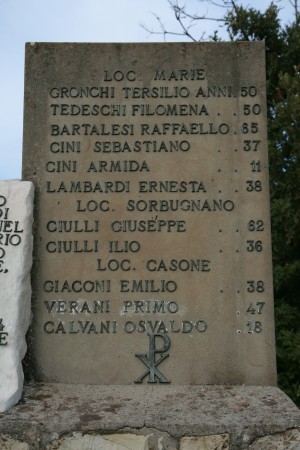 LOC. MARIE
GRONCHI TERSILIO ANNI. 50
TEDESCHI FILOMENA . . 50
BARTALESI RAFFAELLO . 65
CINI SEBASTIANO . . 37
CINI ARMIDA . . 11
LAMBARDI ERNESTA . . 38
LOC. SORBUGNANO
CIULLI GIUSEPPE . . 62
CIULLI ILIO . . 36
LOC. CASONE
GIACONI EMILIO . . 38
VERANI PRIMO . . 47
CALVANI OSVALDO . . 18